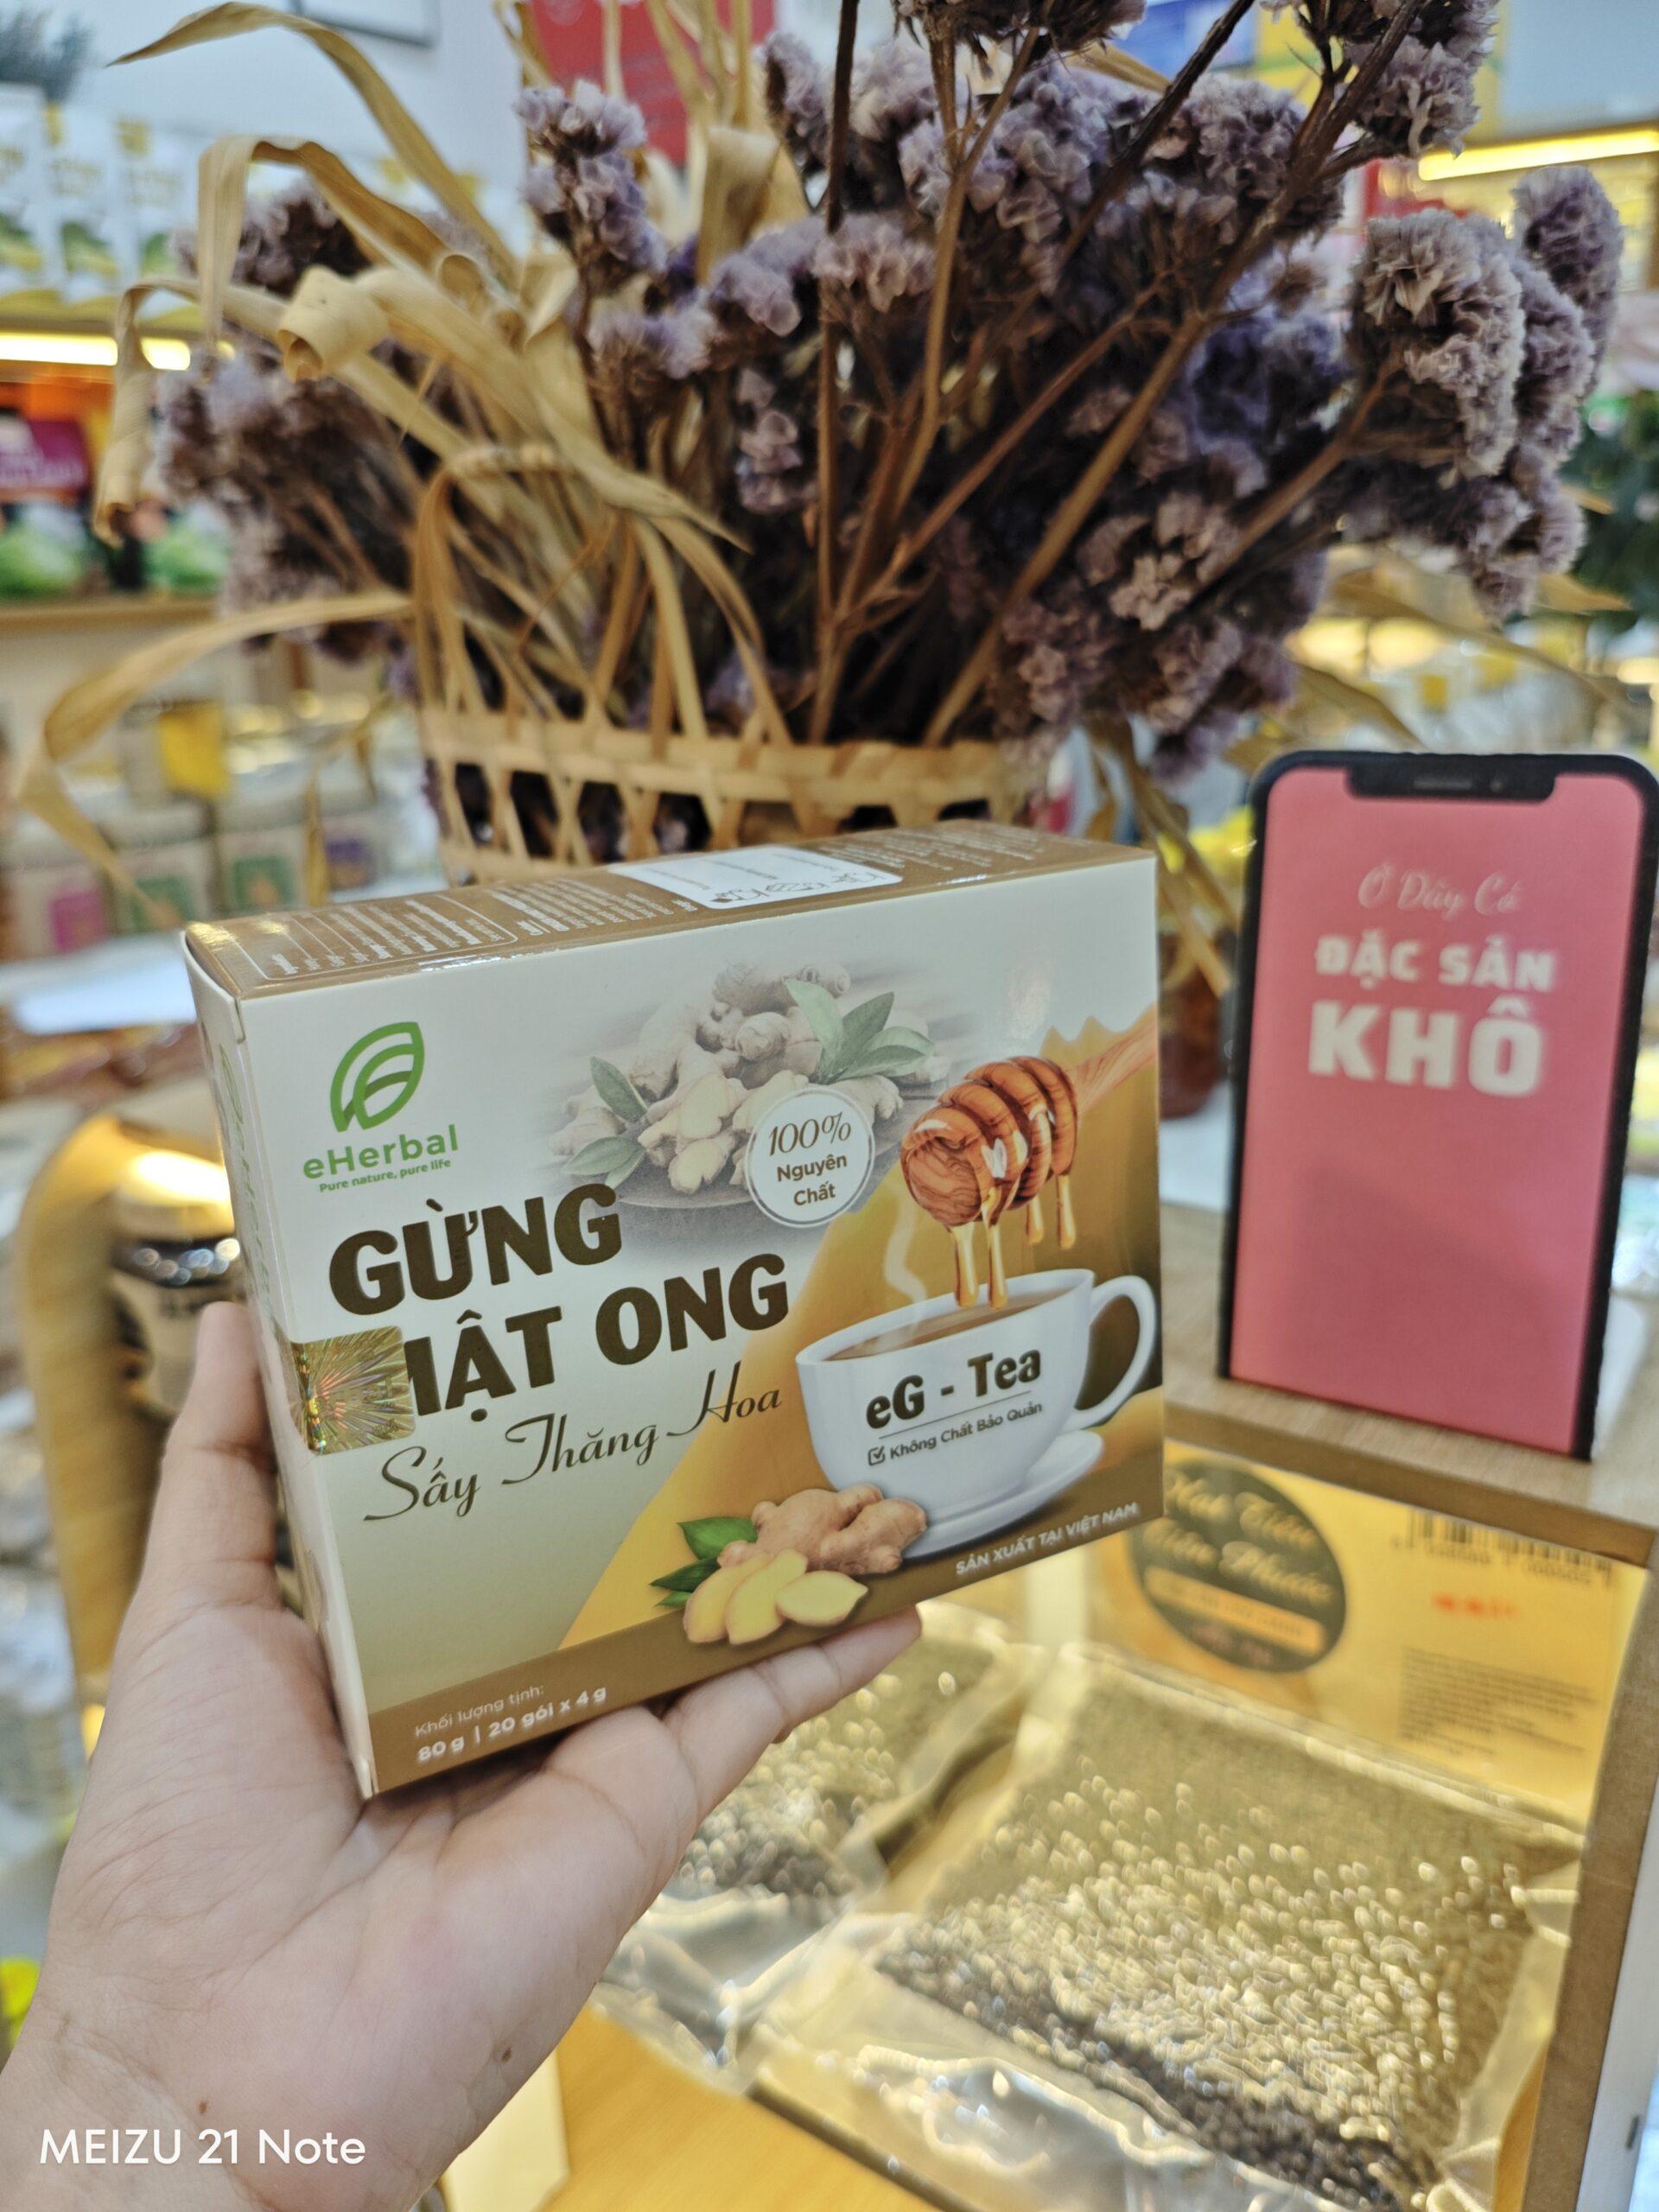 eHerbal
Pure nature, pure life
100%
Nguyên
Chất
GỪNG
MẬT ONG
Sấy Thăng Hoa
eG - Tea
Không Chất Bảo Quản
SẢN XUẤT TẠI VIỆT NAM
Khối lượng tịnh:
80 g | 20 gói x 4 g
Ở Đây Có
ĐẶC SẢN
KHÔ
MEIZU 21 Note